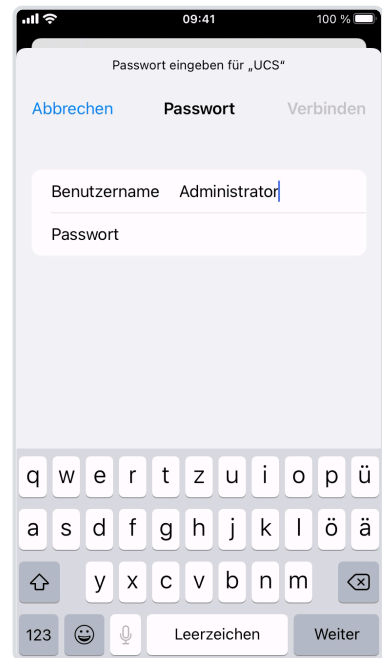 09:41 100 %
Passwort eingeben für „UCS“
Abbrechen Passwort Verbinden
Benutzername Administrator
Passwort
q w e r t z u i o p ü
a s d f g h j k l ö ä
y x c v b n m
123 Leerzeichen Weiter